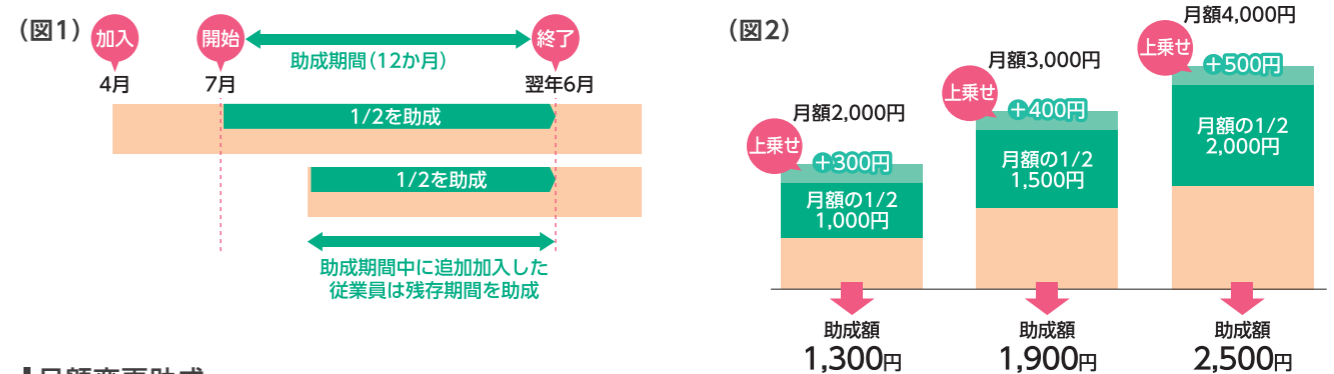 (図1)
加入
開始
終了
助成期間(12か月)
4月
7月
翌年6月
1/2を助成
1/2を助成
助成期間中に追加加入した
従業員は残存期間を助成
(図2)
月額2,000円
上乗せ
+300円
月額の1/2
1,000円
助成額
1,300円
月額3,000円
上乗せ
+400円
月額の1/2
1,500円
助成額
1,900円
月額4,000円
上乗せ
+500円
月額の1/2
2,000円
助成額
2,500円